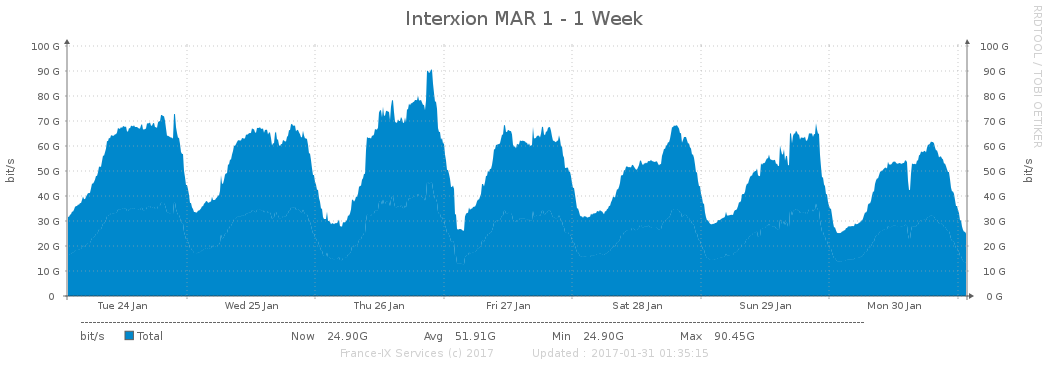 Interxion MAR 1 - 1 Week
RRDTOOL / TOBI OETIKER
bit/s
100 G 100 G
90 G 90 G
80 G 80 G
70 G 70 G
60 G 60 G
50 G 50 G
40 G 40 G
30 G 30 G
20 G 20 G
10 G 10 G
0 0 G
bit/s
Tue 24 Jan Wed 25 Jan Thu 26 Jan Fri 27 Jan Sat 28 Jan Sun 29 Jan Mon 30 Jan
bit/s Total Now 24.90G Avg 51.91G Min 24.90G Max 90.45G
France-IX Services (c) 2017 Updated : 2017-01-31 01:35:15